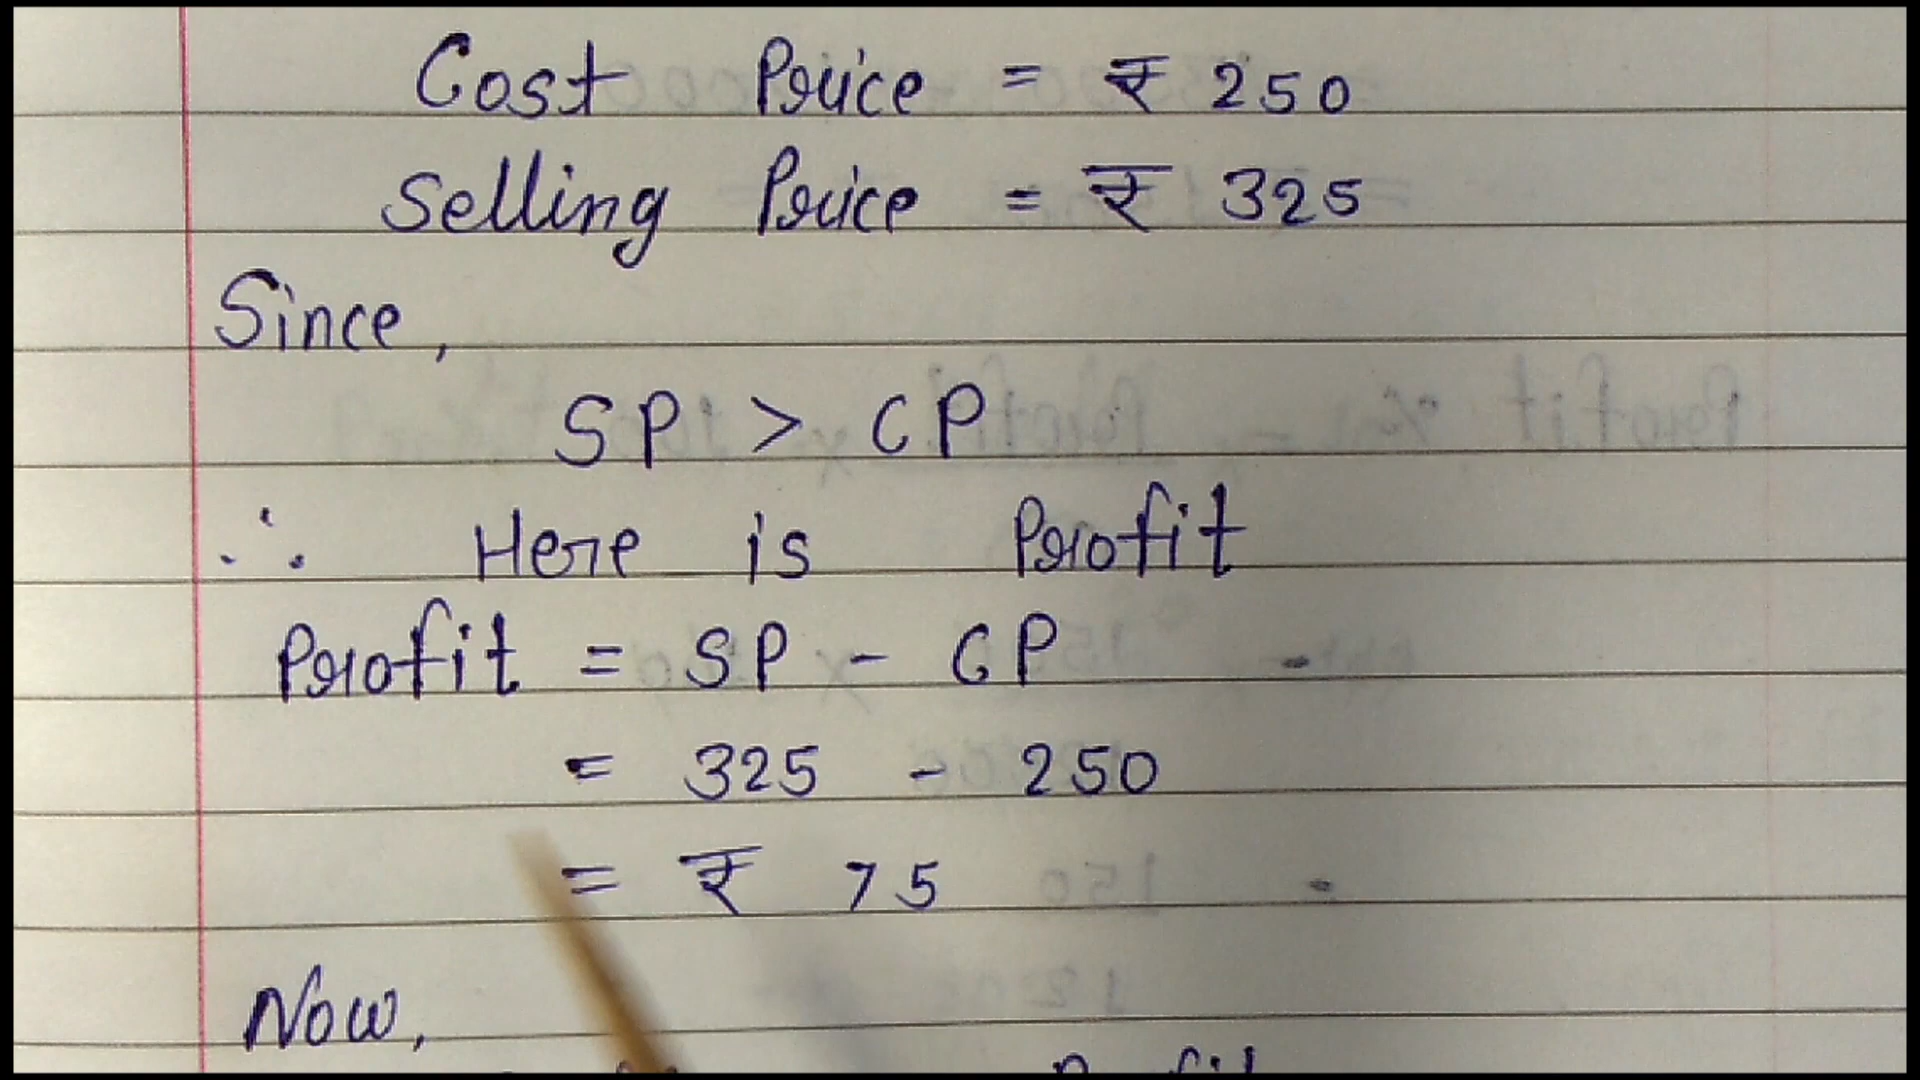 Cost Price = ₹ 250
Selling Price = ₹ 325
Since,
SP > CP
∴ Here is Profit
Profit = SP - CP
= 325 - 250
= ₹ 75
Now,